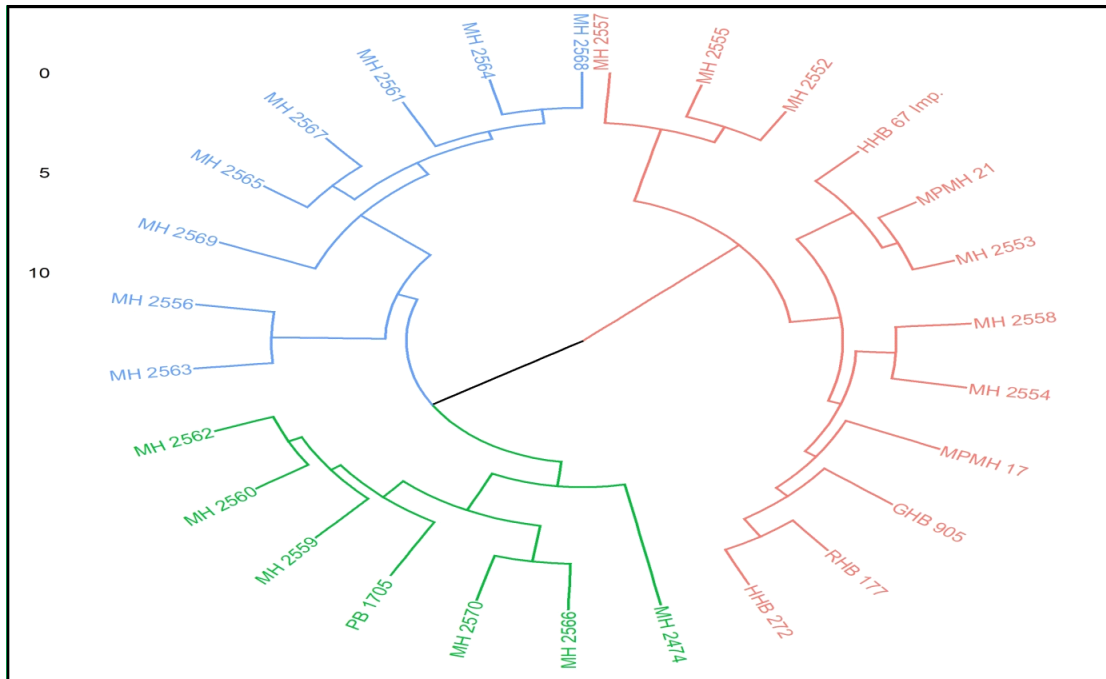 0
5
10
MH 2557
MH 2555
MH 2552
HHB 67 Imp.
MPMH 21
MH 2553
MH 2558
MH 2554
MPMH 17
GHB 905
RHB 177
HHB 272
MH 2474
MH 2566
MH 2570
PB 1705
MH 2559
MH 2560
MH 2562
MH 2563
MH 2556
MH 2569
MH 2565
MH 2567
MH 2561
MH 2564
MH 2568